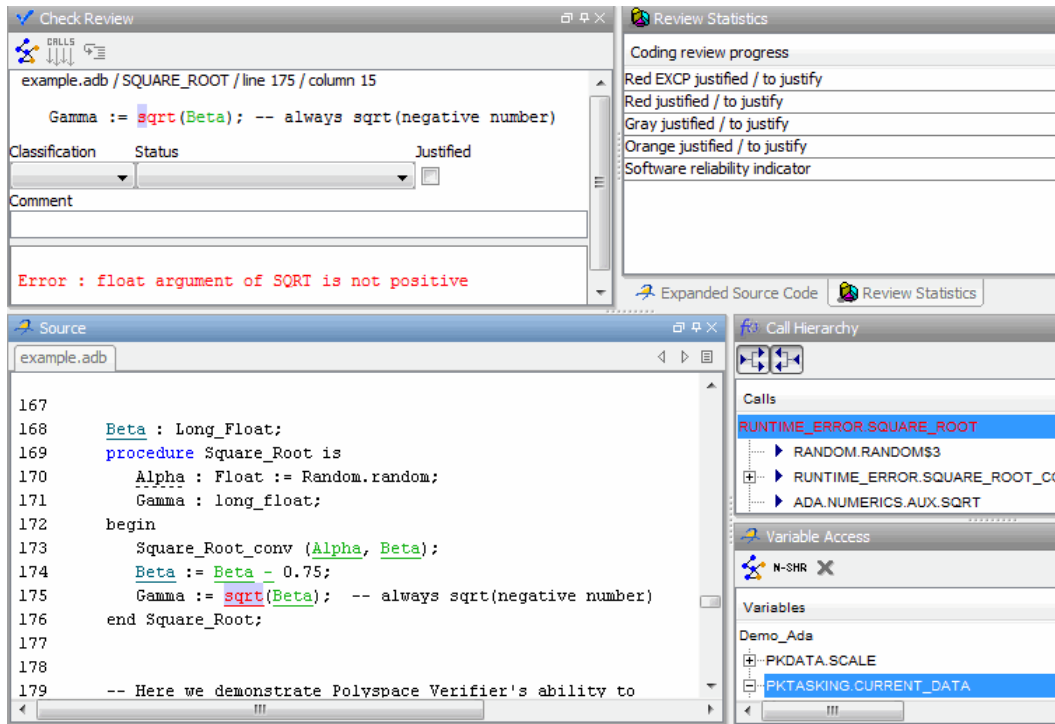 Check Review
CALLS
example.adb / SQUARE_ROOT / line 175 / column 15
Gamma := sqrt(Beta); -- always sqrt(negative number)
Classification Status Justified
Comment
Error : float argument of SQRT is not positive
Review Statistics
Coding review progress
Red EXCP justified / to justify
Red justified / to justify
Gray justified / to justify
Orange justified / to justify
Software reliability indicator
Expanded Source Code Review Statistics
Source
example.adb
167
168 Beta : Long_Float;
169 procedure Square_Root is
170 Alpha : Float := Random.random;
171 Gamma : long_float;
172 begin
173 Square_Root_conv (Alpha, Beta);
174 Beta := Beta - 0.75;
175 Gamma := sqrt(Beta); -- always sqrt(negative number)
176 end Square_Root;
177
178
179 -- Here we demonstrate Polyspace Verifier's ability to
Call Hierarchy
Calls
RUNTIME_ERROR.SQUARE_ROOT
RANDOM.RANDOM$3
RUNTIME_ERROR.SQUARE_ROOT_CO
ADA.NUMERICS.AUX.SQRT
Variable Access
N-SHR
Variables
Demo_Ada
PKDATA.SCALE
PKTASKING.CURRENT_DATA